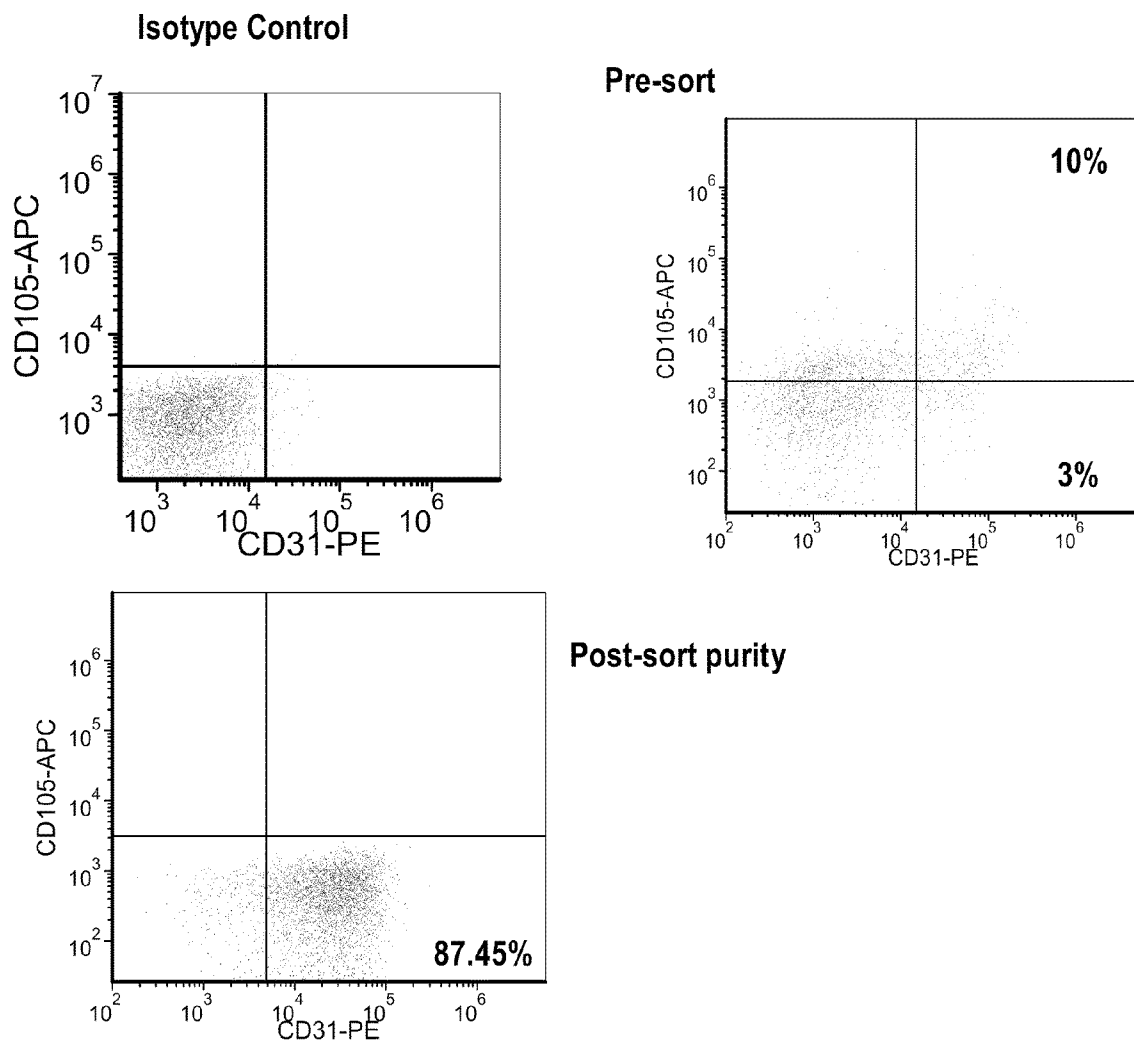 Isotype Control
10^7
10^6
10^5
10^4
10^3
CD105-APC
10^3 10^4 10^5 10^6
CD31-PE
Pre-sort
10%
10^6
10^5
10^4
10^3
10^2
CD105-APC
3%
10^2 10^3 10^4 10^5 10^6
CD31-PE
Post-sort purity
10^6
10^5
10^4
10^3
10^2
CD105-APC
87.45%
10^2 10^3 10^4 10^5 10^6
CD31-PE